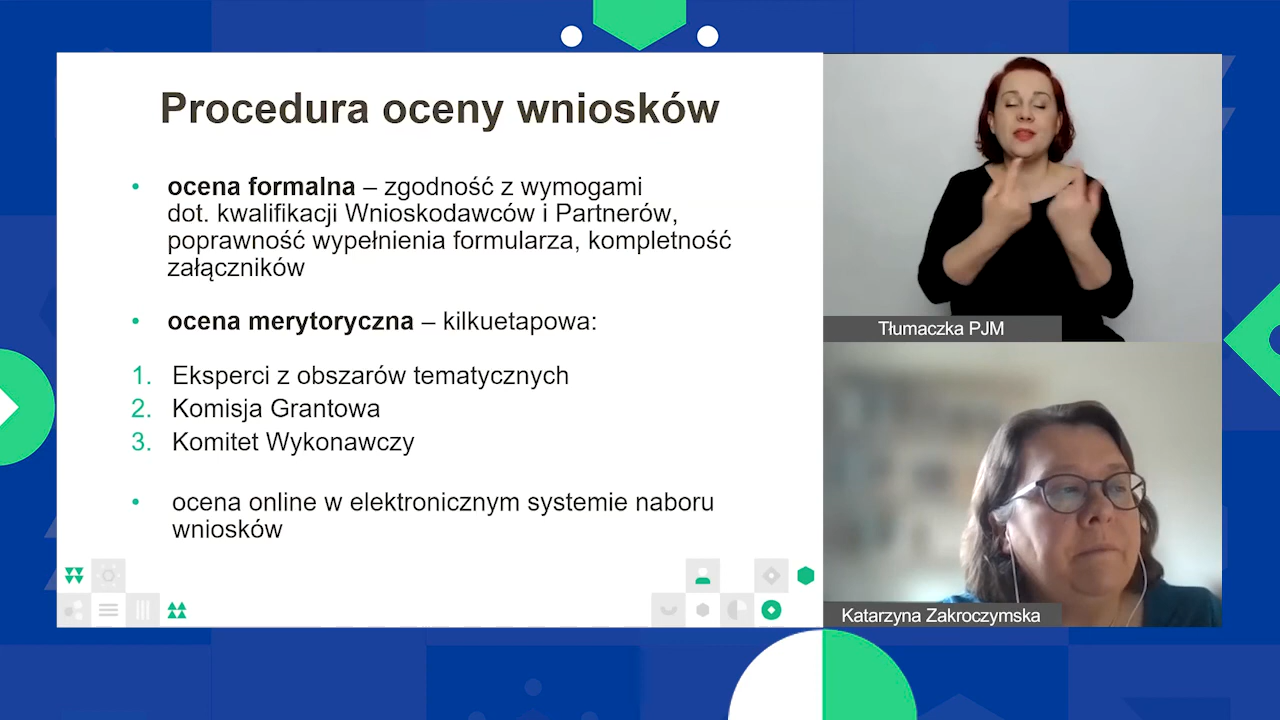 Procedura oceny wniosków
• ocena formalna – zgodność z wymogami
dot. kwalifikacji Wnioskodawców i Partnerów,
poprawność wypełnienia formularza, kompletność
załączników
• ocena merytoryczna – kilkuetapowa:
1. Eksperci z obszarów tematycznych
2. Komisja Grantowa
3. Komitet Wykonawczy
• ocena online w elektronicznym systemie naboru
wniosków
Tłumaczka PJM
Katarzyna Zakroczymska